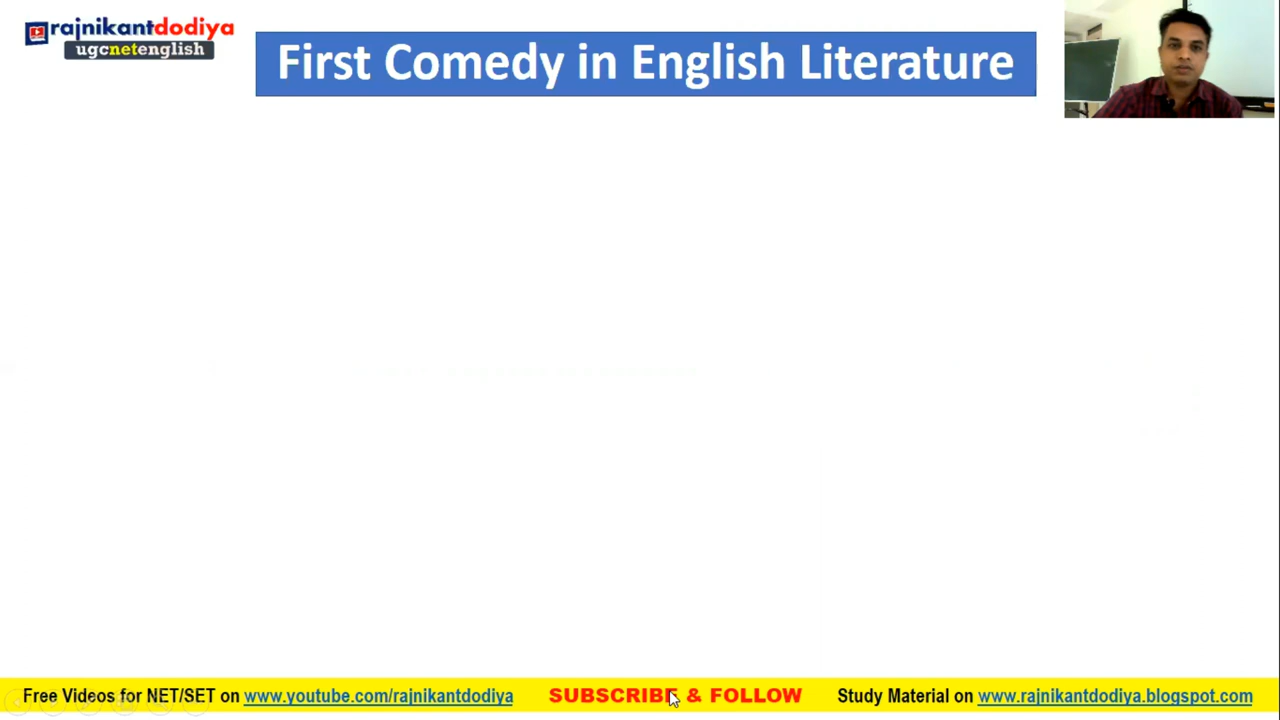 rajnikantdodiya
ugcnetenglish
First Comedy in English Literature
Free Videos for NET/SET on www.youtube.com/rajnikantdodiya SUBSCRIBE & FOLLOW Study Material on www.rajnikantdodiya.blogspot.com